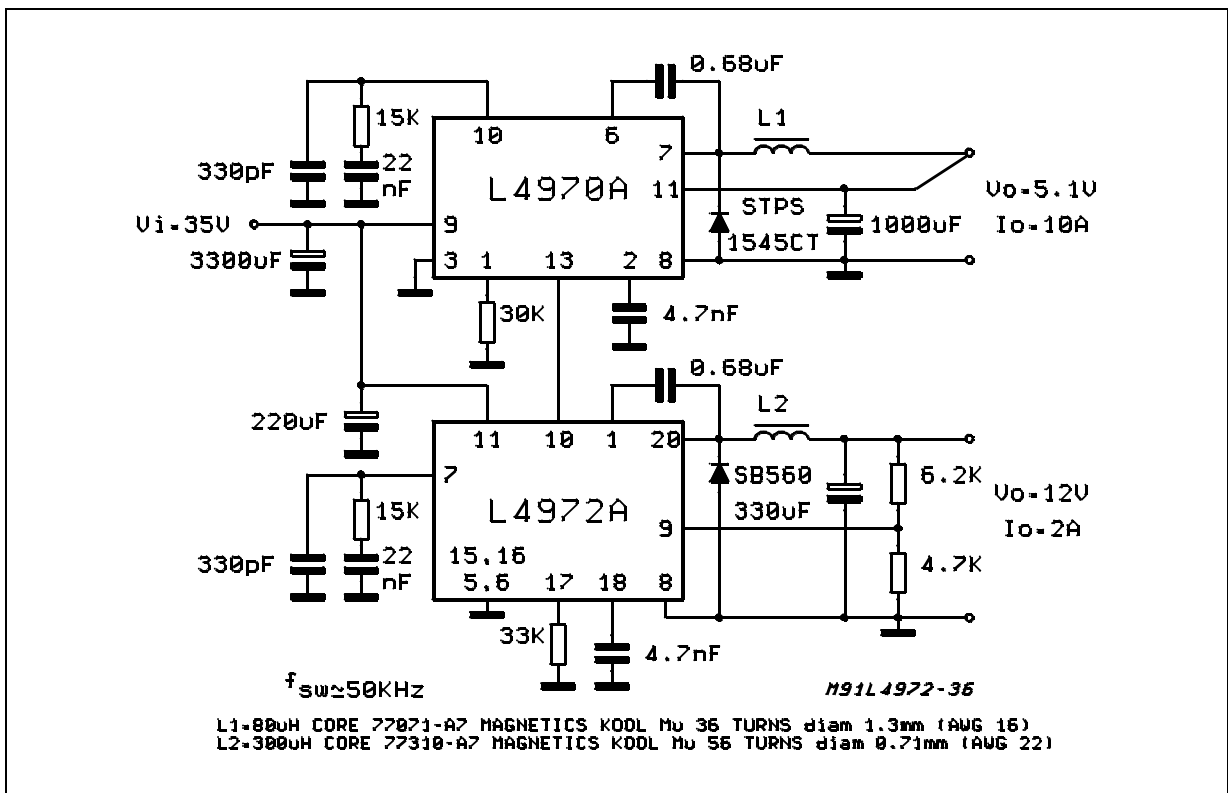 0.68uF
15K
10
6
L1
7
330pF
22
nF
L4970A
11
Vo=5.1V
Vi=35V
9
STPS
1545CT
1000uF
Io=10A
3300uF
3
1
13
2
8
30K
4.7nF
0.68uF
220uF
11
10
1
20
L2
7
SB560
6.2K
15K
L4972A
330uF
Vo=12V
9
Io=2A
330pF
22
nF
15,16
5,6
17
18
8
4.7K
33K
4.7nF
fsw≃50KHz
M91L4972-36
L1=80uH CORE 77071-A7 MAGNETICS KOOL Mu 36 TURNS diam 1.3mm (AWG 16)
L2=300uH CORE 77310-A7 MAGNETICS KOOL Mu 56 TURNS diam 0.71mm (AWG 22)